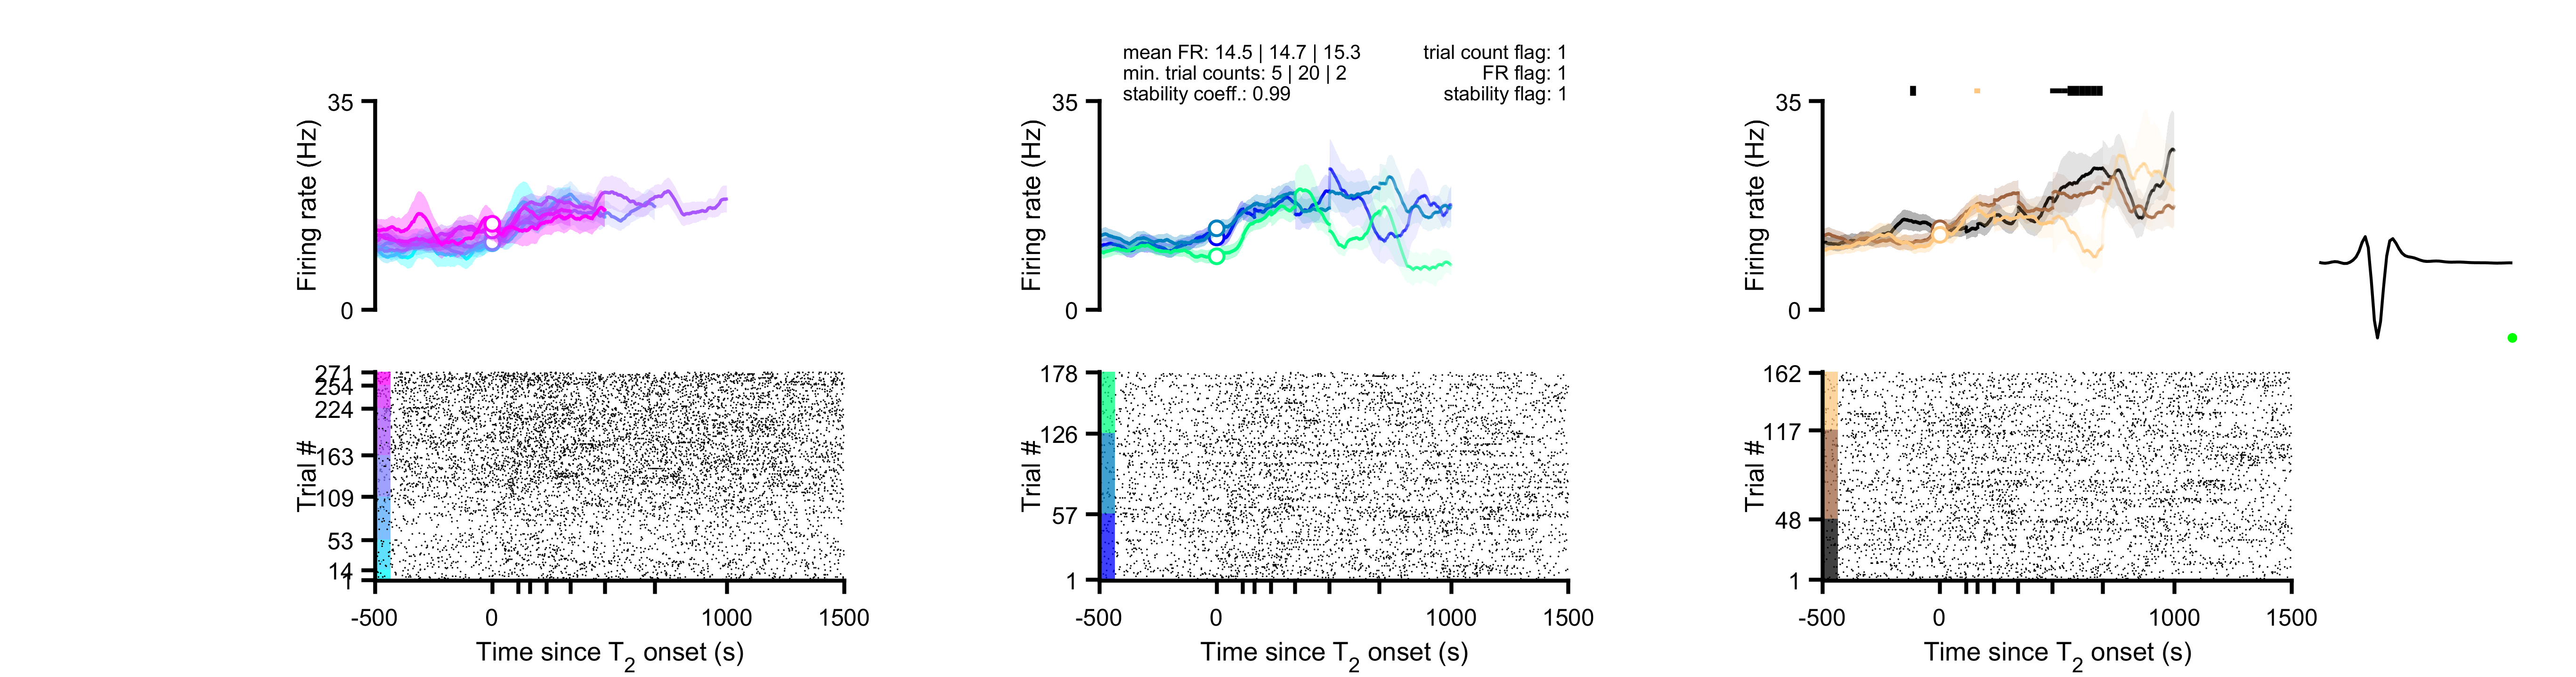 mean FR: 14.5 | 14.7 | 15.3
trial count flag: 1
min. trial counts: 5 | 20 | 2
FR flag: 1
stability coeff.: 0.99
stability flag: 1
35
Firing rate (Hz)
0
35
Firing rate (Hz)
0
35
Firing rate (Hz)
0
271
254
224
163
109
53
14
1
Trial #
-500
0
1000
1500
Time since T2 onset (s)
178
126
57
1
Trial #
-500
0
1000
1500
Time since T2 onset (s)
162
117
48
1
Trial #
-500
0
1000
1500
Time since T2 onset (s)